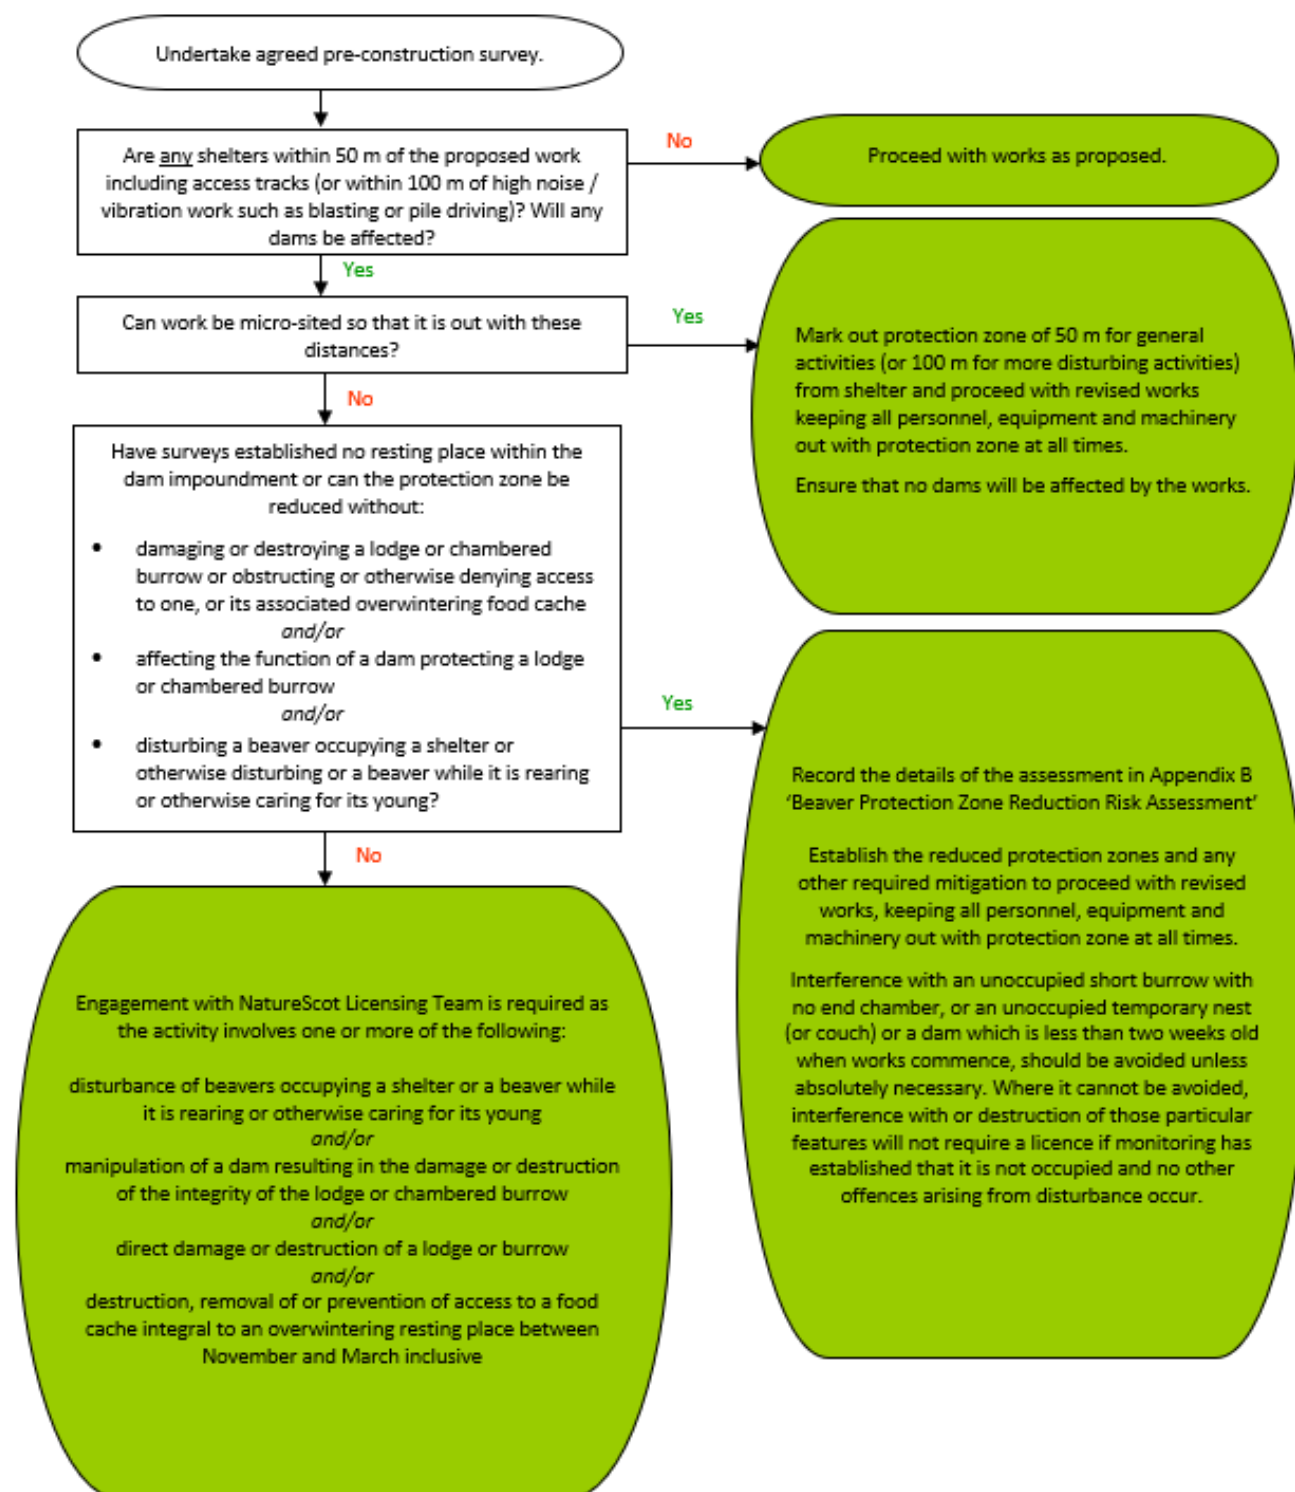 Undertake agreed pre-construction survey.
Are any shelters within 50 m of the proposed work
including access tracks (or within 100 m of high noise /
vibration work such as blasting or pile driving)? Will any
dams be affected?
No
Proceed with works as proposed.
Yes
Can work be micro-sited so that it is out with these
distances?
Yes
Mark out protection zone of 50 m for general
activities (or 100 m for more disturbing activities)
from shelter and proceed with revised works
keeping all personnel, equipment and machinery
out with protection zone at all times.
Ensure that no dams will be affected by the works.
No
Have surveys established no resting place within the
dam impoundment or can the protection zone be
reduced without:
• damaging or destroying a lodge or chambered
burrow or obstructing or otherwise denying access
to one, or its associated overwintering food cache
and/or
• affecting the function of a dam protecting a lodge
or chambered burrow
and/or
• disturbing a beaver occupying a shelter or
otherwise disturbing or a beaver while it is rearing
or otherwise caring for its young?
Yes
Record the details of the assessment in Appendix B
‘Beaver Protection Zone Reduction Risk Assessment’
Establish the reduced protection zones and any
other required mitigation to proceed with revised
works, keeping all personnel, equipment and
machinery out with protection zone at all times.
Interference with an unoccupied short burrow with
no end chamber, or an unoccupied temporary nest
(or couch) or a dam which is less than two weeks old
when works commence, should be avoided unless
absolutely necessary. Where it cannot be avoided,
interference with or destruction of those particular
features will not require a licence if monitoring has
established that it is not occupied and no other
offences arising from disturbance occur.
No
Engagement with NatureScot Licensing Team is required as
the activity involves one or more of the following:
disturbance of beavers occupying a shelter or a beaver while
it is rearing or otherwise caring for its young
and/or
manipulation of a dam resulting in the damage or destruction
of the integrity of the lodge or chambered burrow
and/or
direct damage or destruction of a lodge or burrow
and/or
destruction, removal of or prevention of access to a food
cache integral to an overwintering resting place between
November and March inclusive